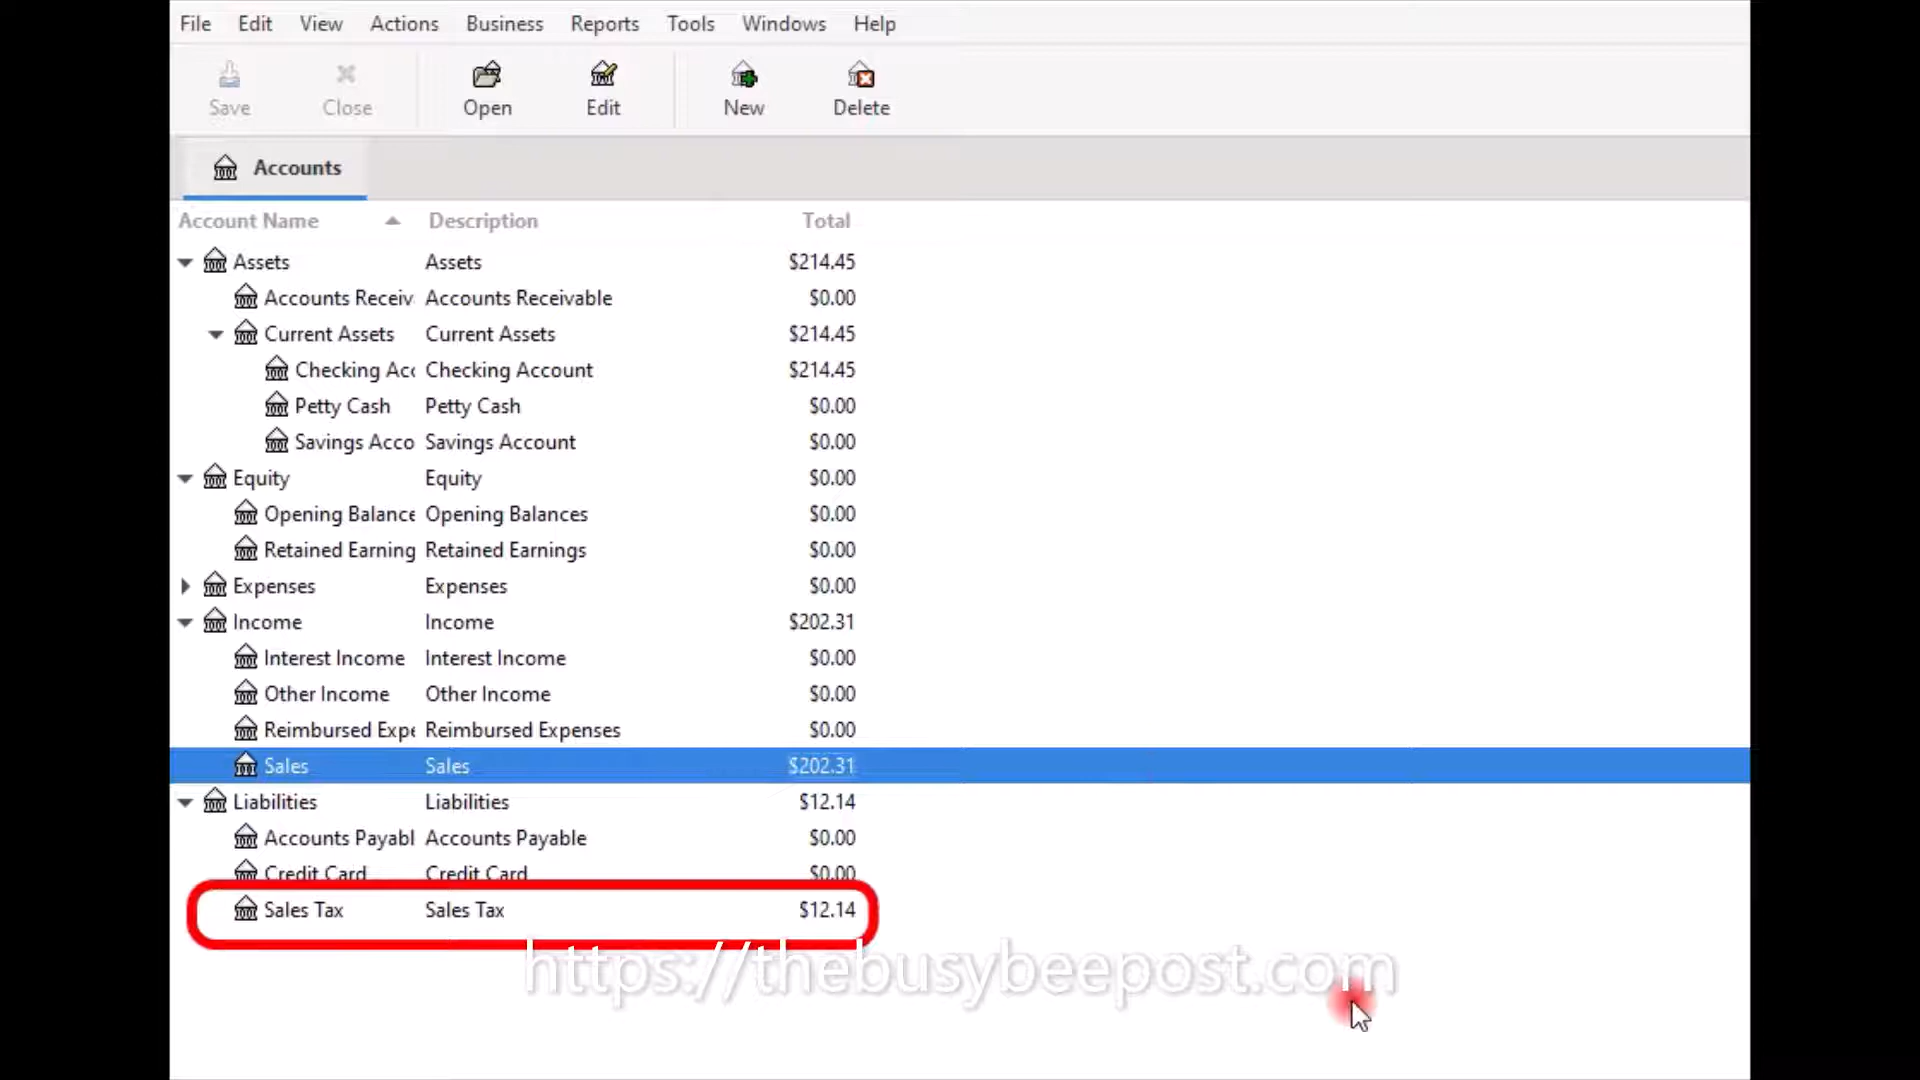 File Edit View Actions Business Reports Tools Windows Help
Save Close Open Edit New Delete
Accounts
Account Name Description Total
Assets Assets $214.45
Accounts Receiv Accounts Receivable $0.00
Current Assets Current Assets $214.45
Checking Acc Checking Account $214.45
Petty Cash Petty Cash $0.00
Savings Acco Savings Account $0.00
Equity Equity $0.00
Opening Balance Opening Balances $0.00
Retained Earning Retained Earnings $0.00
Expenses Expenses $0.00
Income Income $202.31
Interest Income Interest Income $0.00
Other Income Other Income $0.00
Reimbursed Expe Reimbursed Expenses $0.00
Sales Sales $202.31
Liabilities Liabilities $12.14
Accounts Payabl Accounts Payable $0.00
Credit Card Credit Card $0.00
Sales Tax Sales Tax $12.14
https://thebusybeepost.com